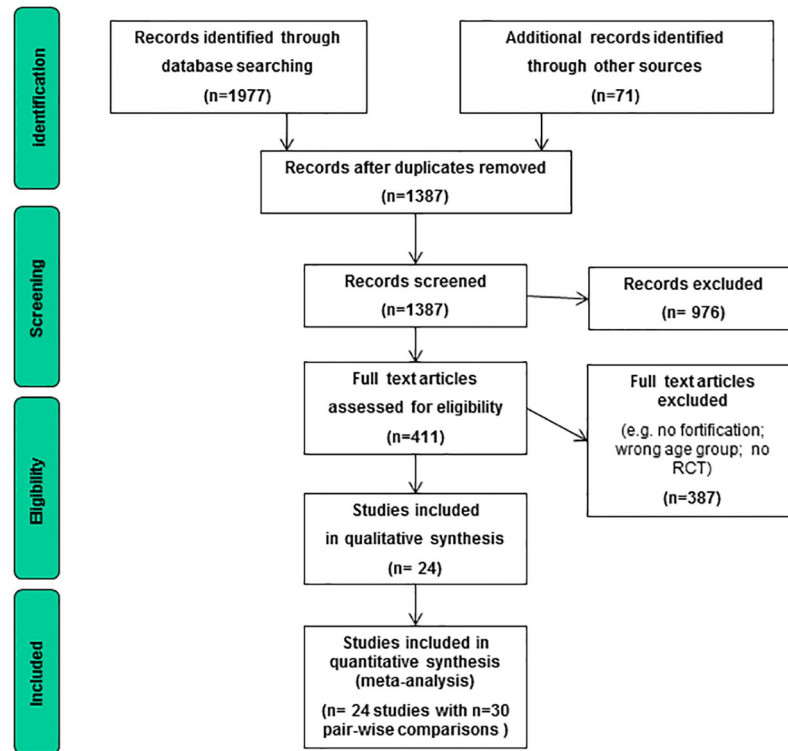 identification
Records identified through
database searching
(n=1977)
Additional records identified
through other sources
(n=71)
Records after duplicates removed
(n=1387)
Screening
Records screened
(n=1387)
Records excluded
(n= 976)
Eligibility
Full text articles
assessed for eligibility
(n=411)
Full text articles
excluded
(e.g. no fortification;
wrong age group; no
RCT)
(n=387)
Studies included
in qualitative synthesis
(n= 24)
Included
Studies included in
quantitative synthesis
(meta-analysis)
(n= 24 studies with n=30
pair-wise comparisons )